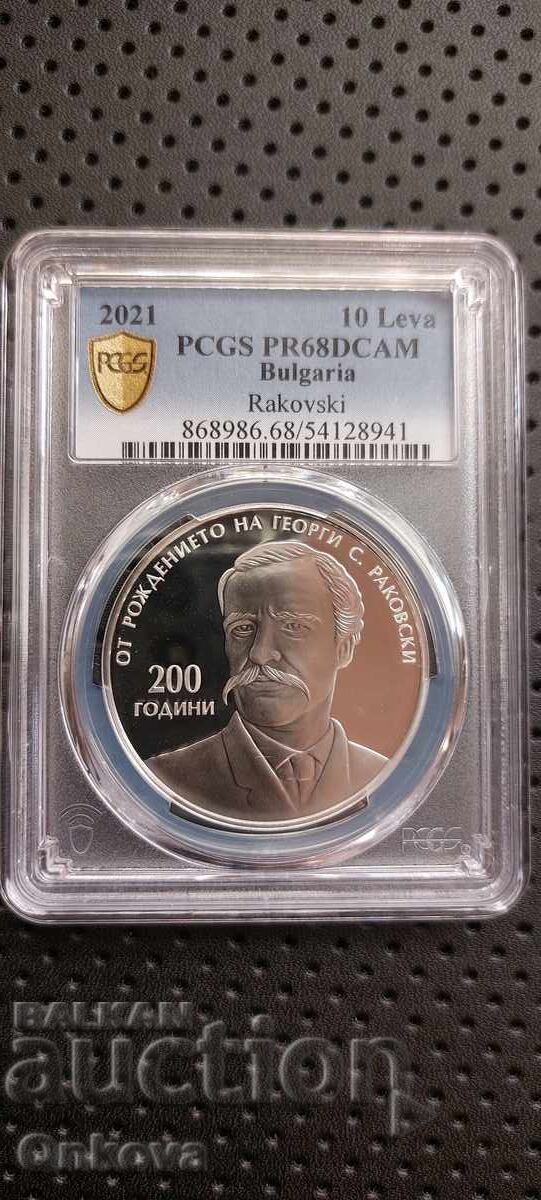 2021 10 Leva
PCGS PCGS PR68DCAM
Bulgaria
Rakovski
868986.68/54128941
ОТ РОЖДЕНИЕТО НА ГЕОРГИ С. РАКОВСКИ
200
ГОДИНИ
PCGS
BALKAN
auction
Onkova